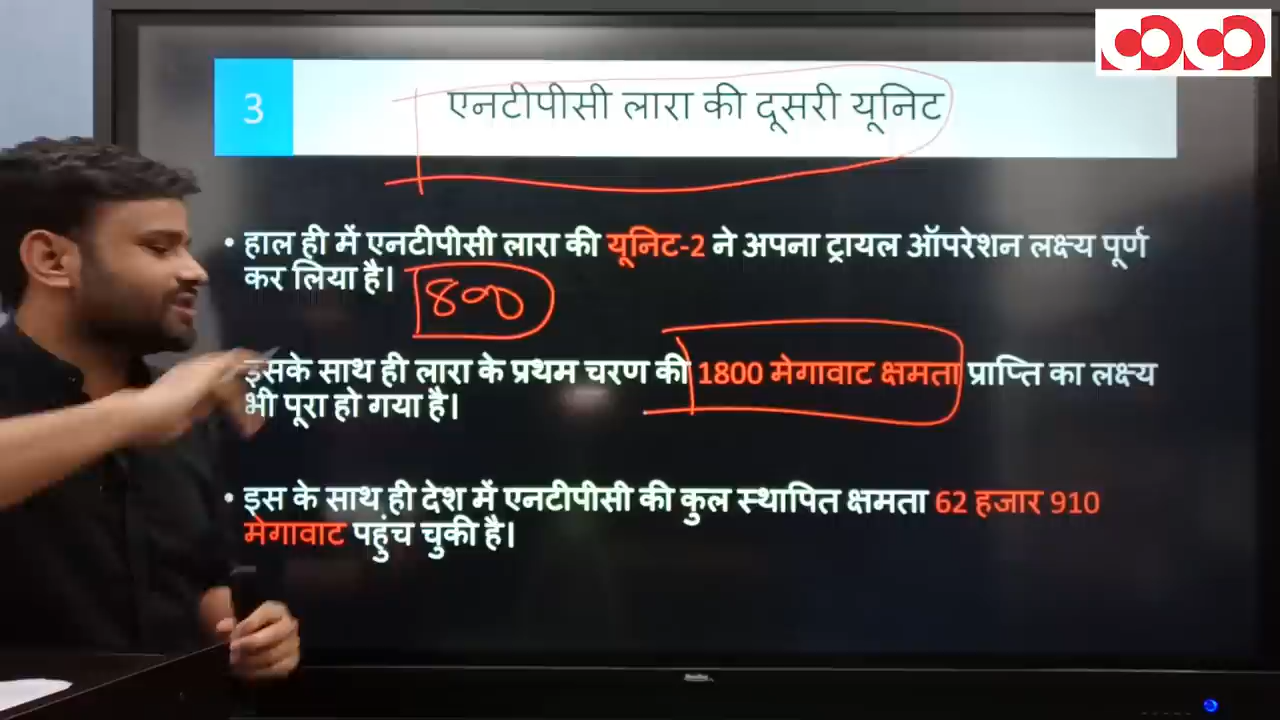 3
एनटीपीसी लारा की दूसरी यूनिट
• हाल ही में एनटीपीसी लारा की यूनिट-2 ने अपना ट्रायल ऑपरेशन लक्ष्य पूर्ण
कर लिया है।
800
इसके साथ ही लारा के प्रथम चरण की 1800 मेगावाट क्षमता प्राप्ति का लक्ष्य
भी पूरा हो गया है।
• इस के साथ ही देश में एनटीपीसी की कुल स्थापित क्षमता 62 हजार 910
मेगावाट पहुंच चुकी है।